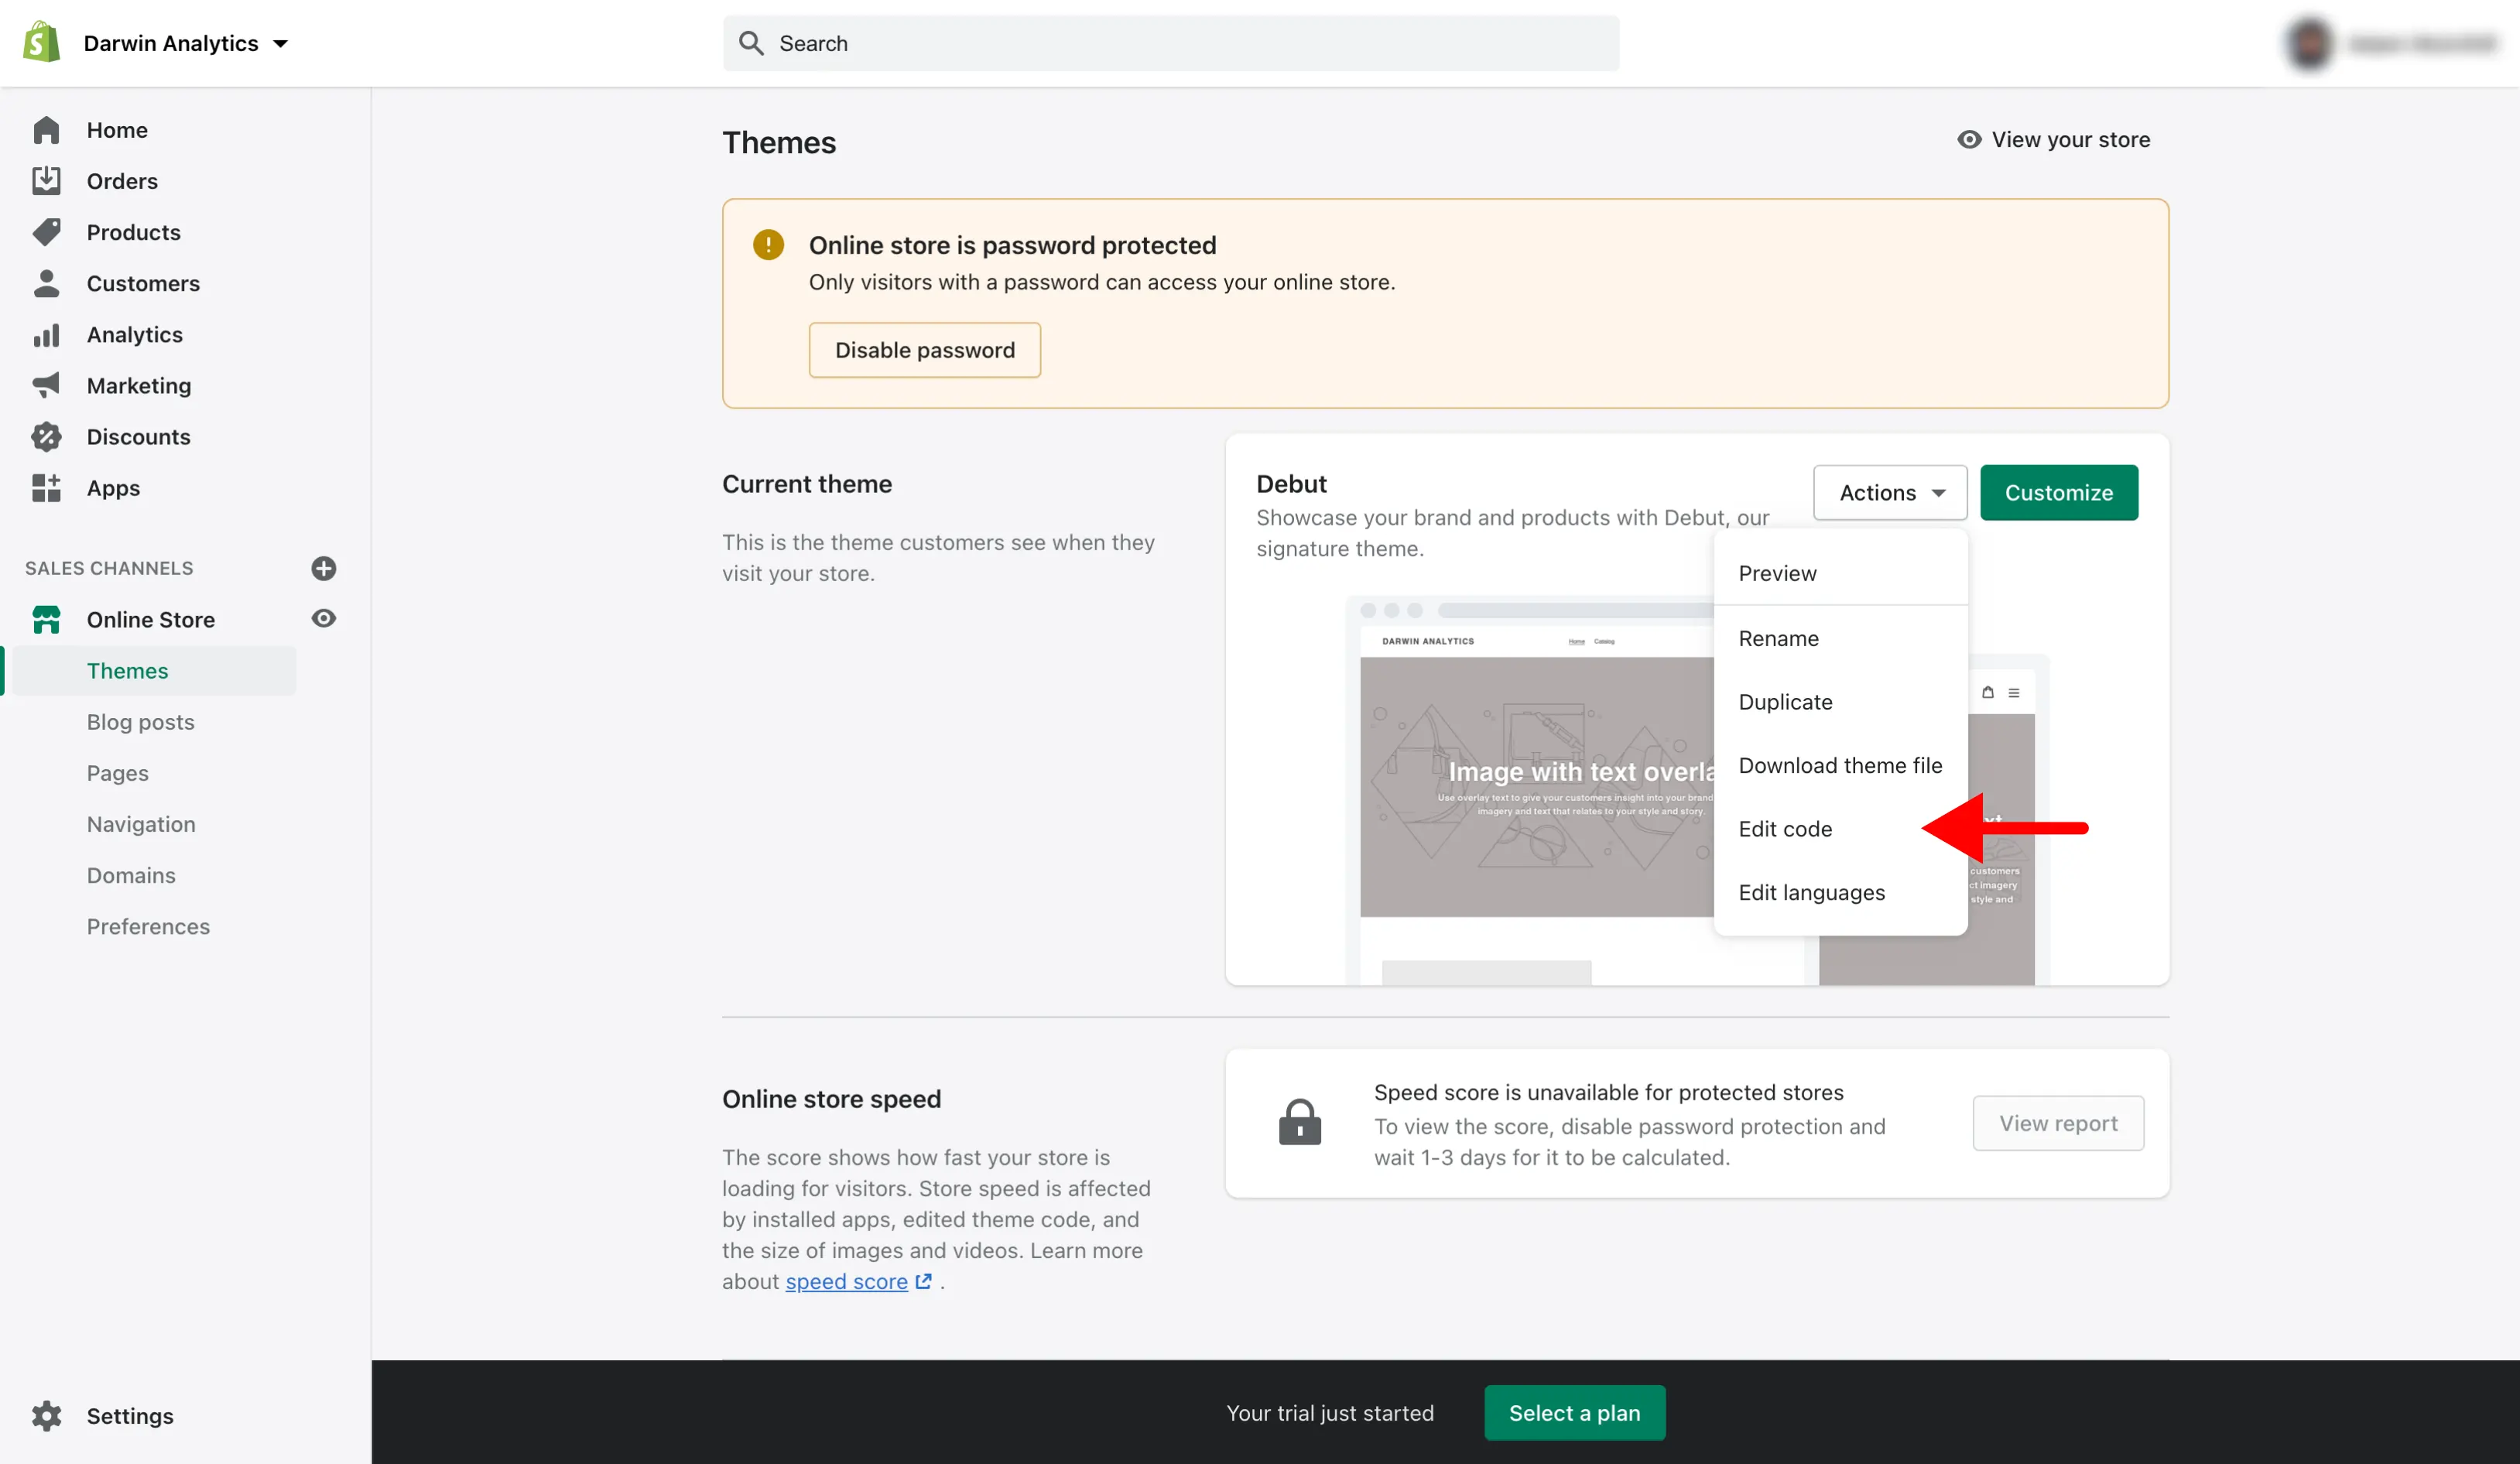 Darwin Analytics
Search
Home
Orders
Products
Customers
Analytics
Marketing
Discounts
Apps
SALES CHANNELS
Online Store
Themes
Blog posts
Pages
Navigation
Domains
Preferences
Settings
Themes
View your store
Online store is password protected
Only visitors with a password can access your online store.
Disable password
Current theme
This is the theme customers see when they
visit your store.
Debut
Showcase your brand and products with Debut, our
signature theme.
Actions
Customize
Preview
Rename
Duplicate
Download theme file
Edit code
Edit languages
DARWIN ANALYTICS
Home Catalog
Image with text overla
Use overlay text to give your customers insight into your brand
imagery and text that relates to your style and story.
xt
customers
ct imagery
style and
Online store speed
The score shows how fast your store is
loading for visitors. Store speed is affected
by installed apps, edited theme code, and
the size of images and videos. Learn more
about speed score .
Speed score is unavailable for protected stores
To view the score, disable password protection and
wait 1-3 days for it to be calculated.
View report
Your trial just started
Select a plan